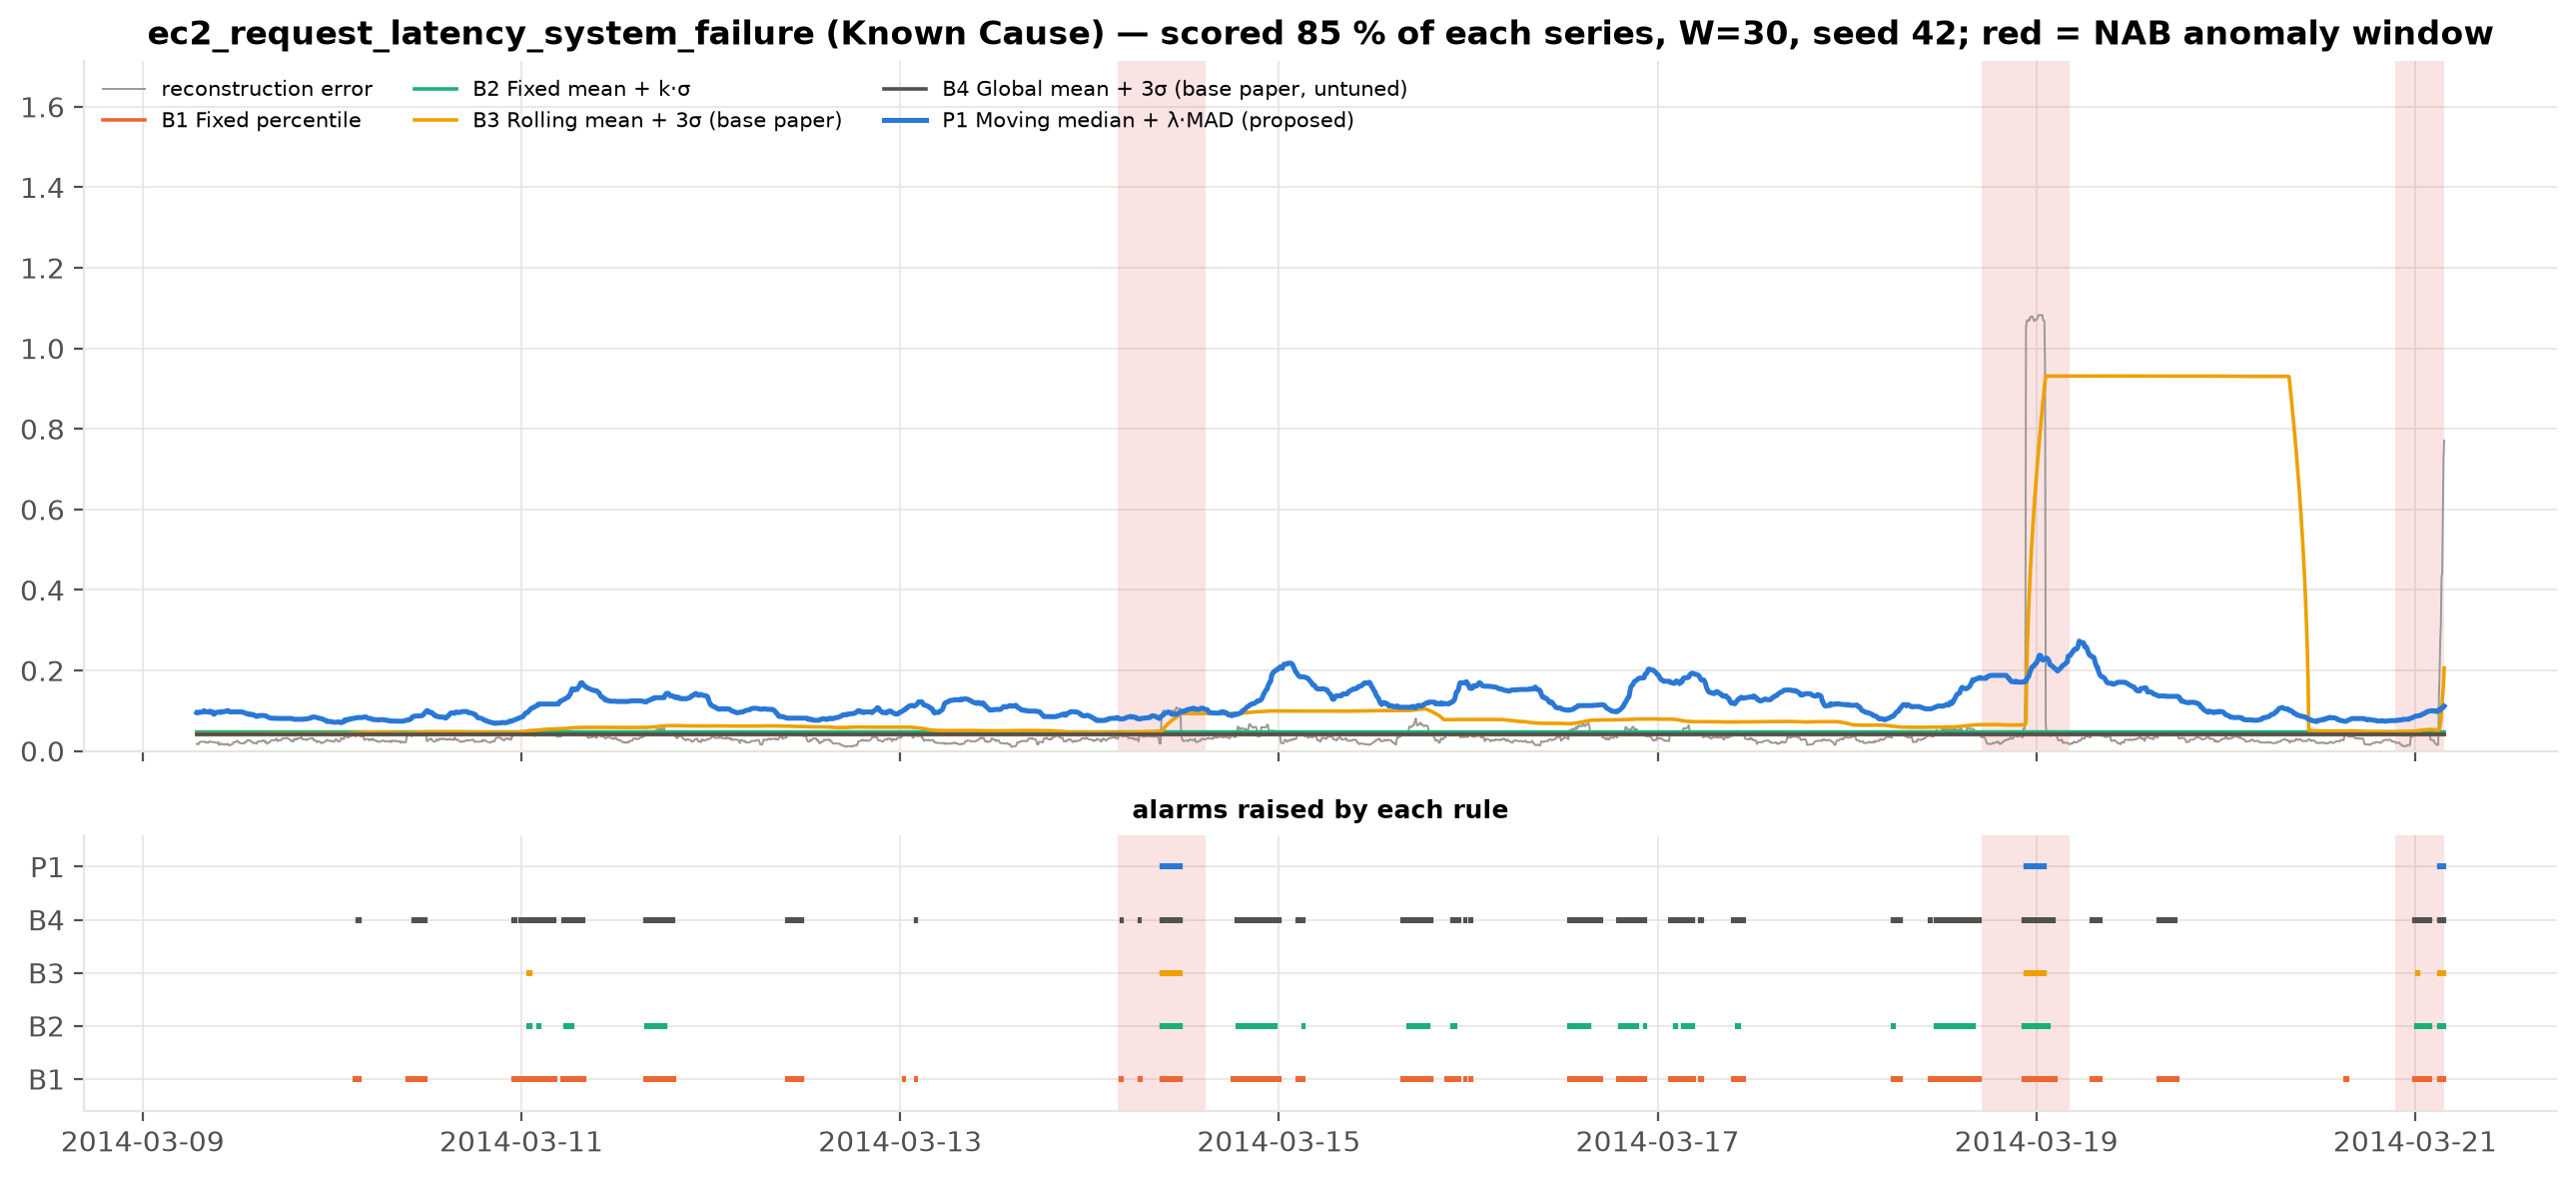 ec2_request_latency_system_failure (Known Cause) — scored 85 % of each series, W=30, seed 42; red = NAB anomaly window
reconstruction error
B1 Fixed percentile
B2 Fixed mean + k·σ
B3 Rolling mean + 3σ (base paper)
B4 Global mean + 3σ (base paper, untuned)
P1 Moving median + λ·MAD (proposed)
1.6
1.4
1.2
1.0
0.8
0.6
0.4
0.2
0.0
alarms raised by each rule
P1
B4
B3
B2
B1
2014-03-09 2014-03-11 2014-03-13 2014-03-15 2014-03-17 2014-03-19 2014-03-21